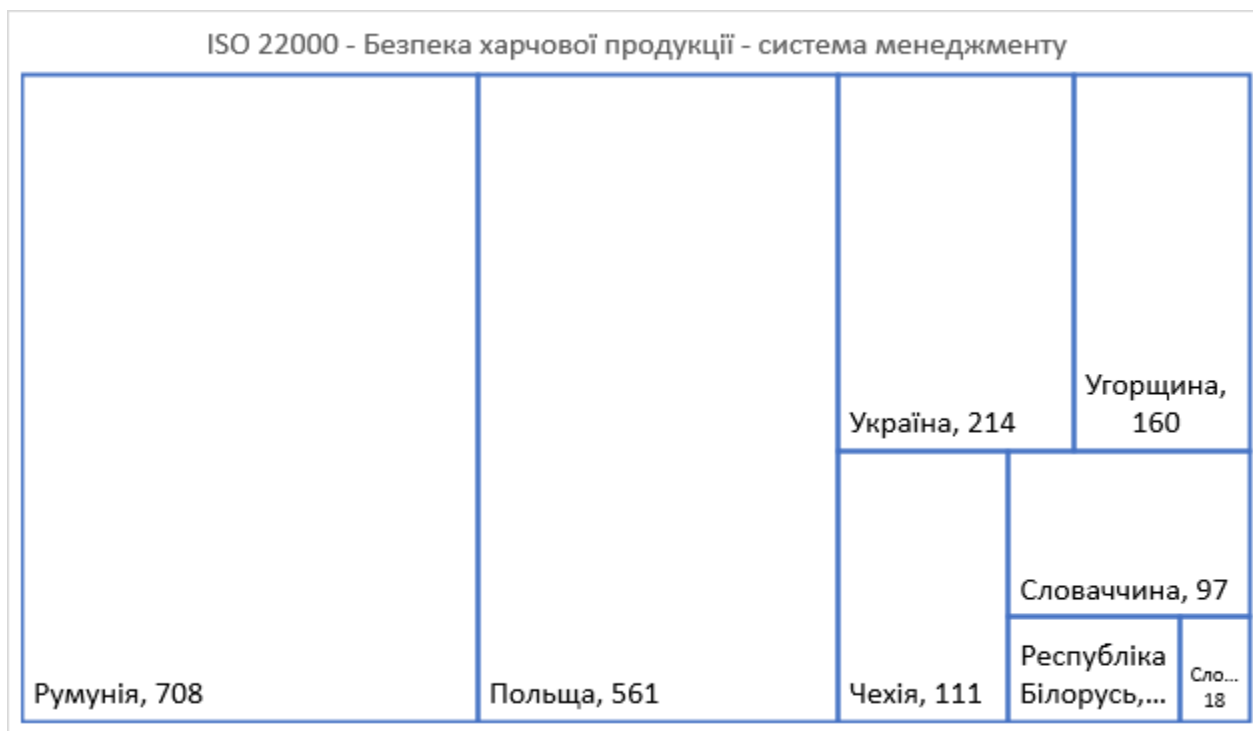 ISO 22000 - Безпека харчової продукції - система менеджменту
Румунія, 708
Польща, 561
Україна, 214
Угорщина,
160
Чехія, 111
Словаччина, 97
Республіка
Білорусь,...
Сло...
18